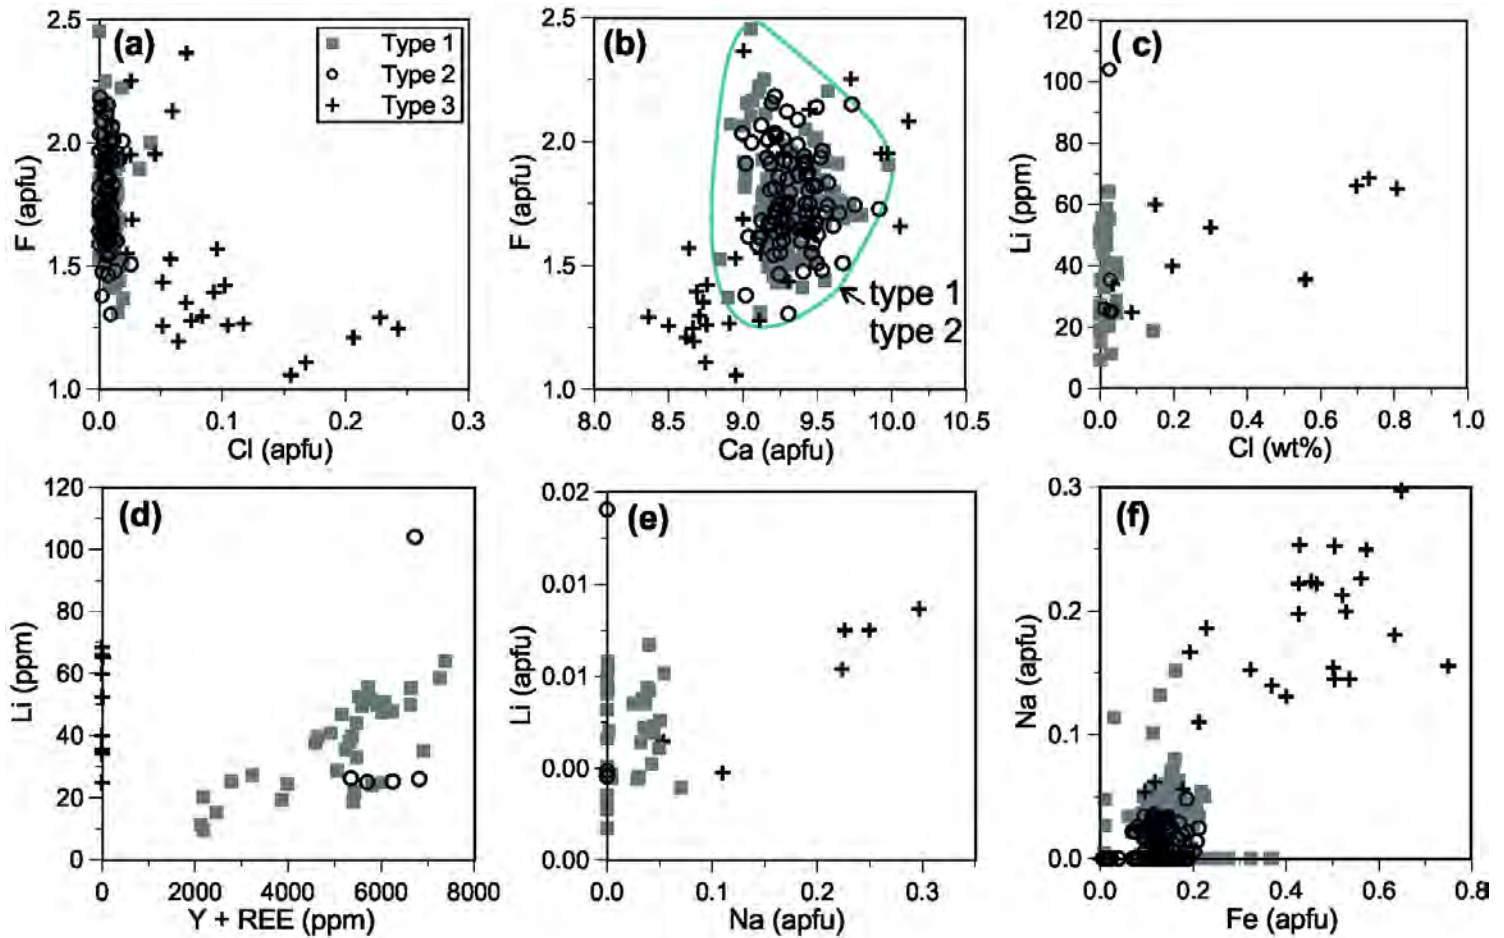 (a)
Type 1
Type 2
Type 3
2.5
2.0
1.5
1.0
F (apfu)
0.0 0.1 0.2 0.3
Cl (apfu)
(b)
2.5
2.0
1.5
1.0
F (apfu)
type 1
type 2
8.0 8.5 9.0 9.5 10.0 10.5
Ca (apfu)
( c)
120
100
80
60
40
20
0
Li (ppm)
0.0 0.2 0.4 0.6 0.8 1.0
Cl (wt%)
(d)
120
100
80
60
40
20
0
Li (ppm)
0 2000 4000 6000 8000
Y + REE (ppm)
(e)
0.02
0.01
0.01
0.00
0.00
Li (apfu)
0.0 0.1 0.2 0.3
Na (apfu)
(f)
0.3
0.2
0.1
0.0
Na (apfu)
0.0 0.2 0.4 0.6 0.8
Fe (apfu)